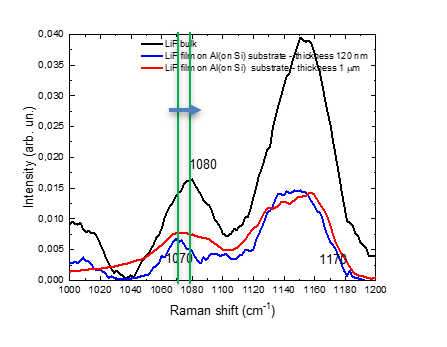 0,040
0,035
0,030
0,025
0,020
0,015
0,010
0,005
0,000
Intensity (arb. un.)
LiF bulk
LiF film on Al(on Si) substrate - thickness 120 nm
LiF film on Al(on Si) substrate - thickness 1 μm
1080
1070
1170
1000 1020 1040 1060 1080 1100 1120 1140 1160 1180 1200
Raman shift (cm-1)